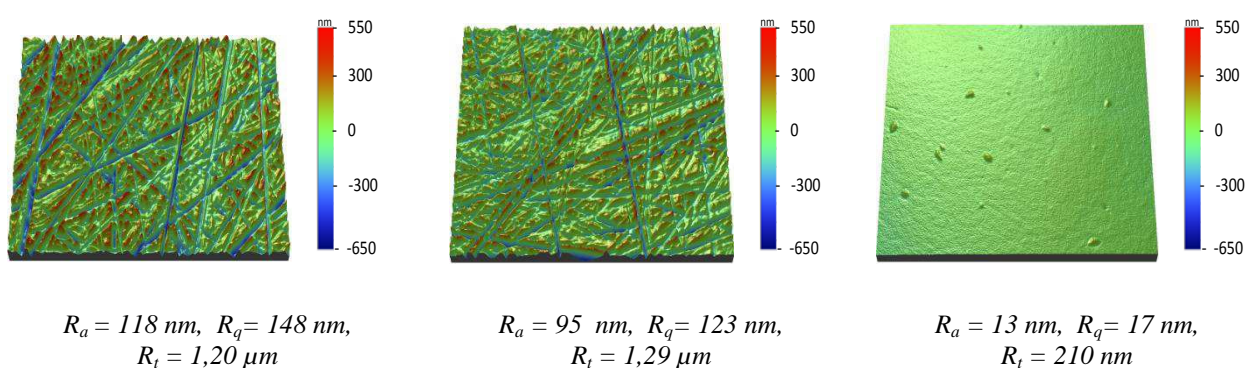 nm
550
300
0
-300
-650
nm
550
300
0
-300
-650
nm
550
300
0
-300
-650
Ra = 118 nm, Rq= 148 nm,
Rt = 1,20 µm
Ra = 95 nm, Rq= 123 nm,
Rt = 1,29 µm
Ra = 13 nm, Rq= 17 nm,
Rt = 210 nm